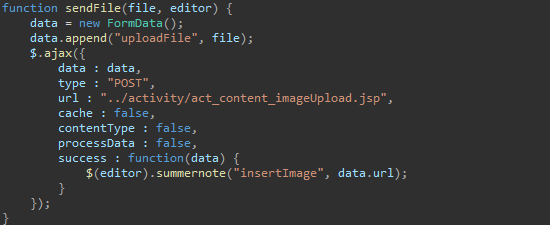 function sendFile(file, editor) {
    data = new FormData();
    data.append("uploadFile", file);
    $.ajax({
        data : data,
        type : "POST",
        url : "../activity/act_content_imageUpload.jsp",
        cache : false,
        contentType : false,
        processData : false,
        success : function(data) {
            $(editor).summernote("insertImage", data.url);
        }
    });
}